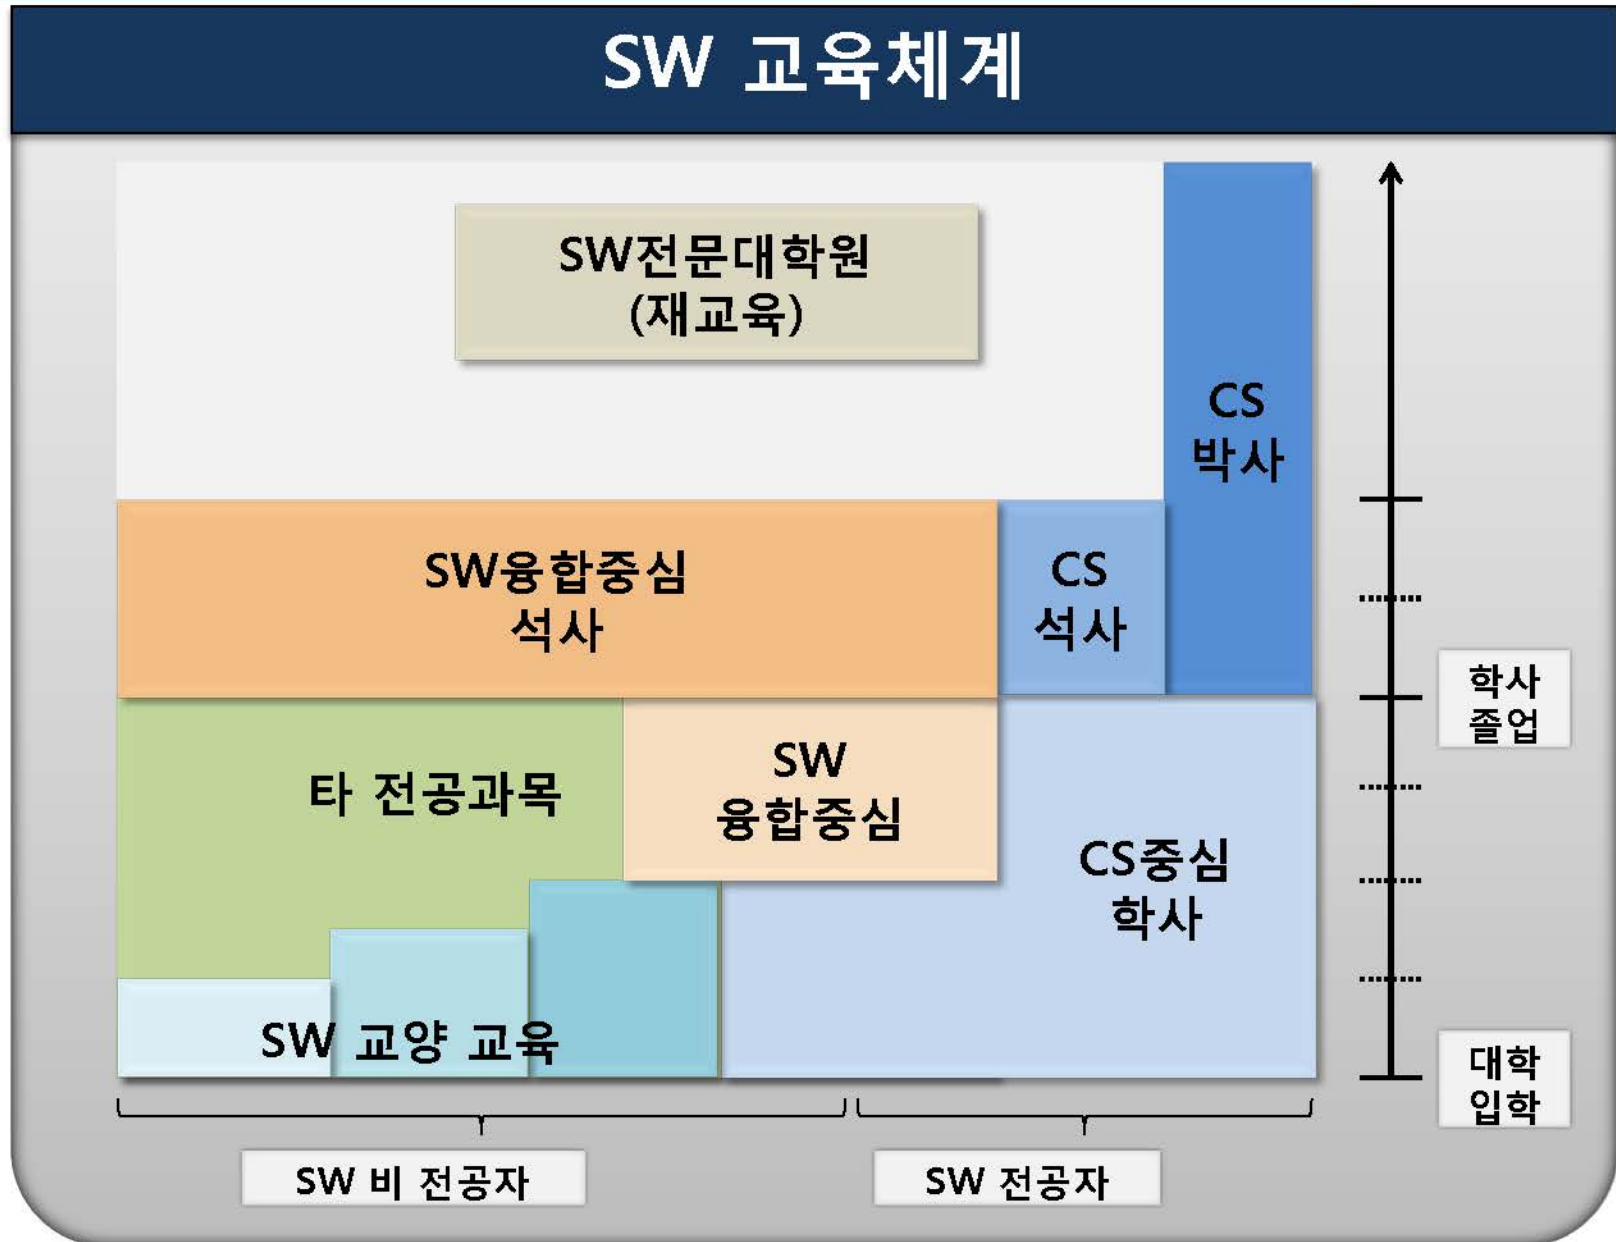 SW 교육체계
SW전문대학원
(재교육)
CS
박사
SW융합중심
석사
CS
석사
학사
졸업
타 전공과목
SW
융합중심
CS중심
학사
SW 교양 교육
대학
입학
SW 비 전공자
SW 전공자